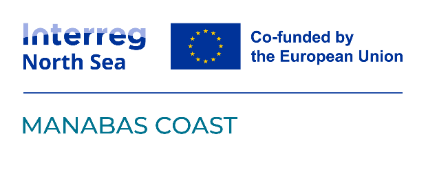 Interreg
North Sea
Co-funded by
the European Union
MANABAS COAST